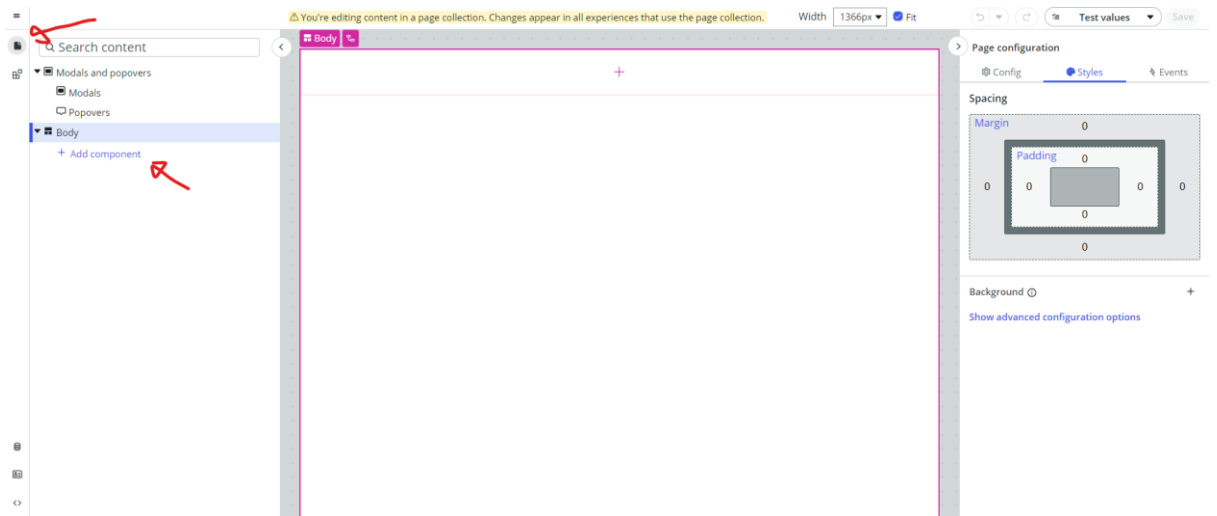 ⚠ You're editing content in a page collection. Changes appear in all experiences that use the page collection.
Width 1366px Fit
Test values Save
Search content
Modals and popovers
Modals
Popovers
Body
+ Add component
Body
Page configuration
Config Styles Events
Spacing
Margin
0
Padding
0
0 0 0 0
0
0
Background
Show advanced configuration options